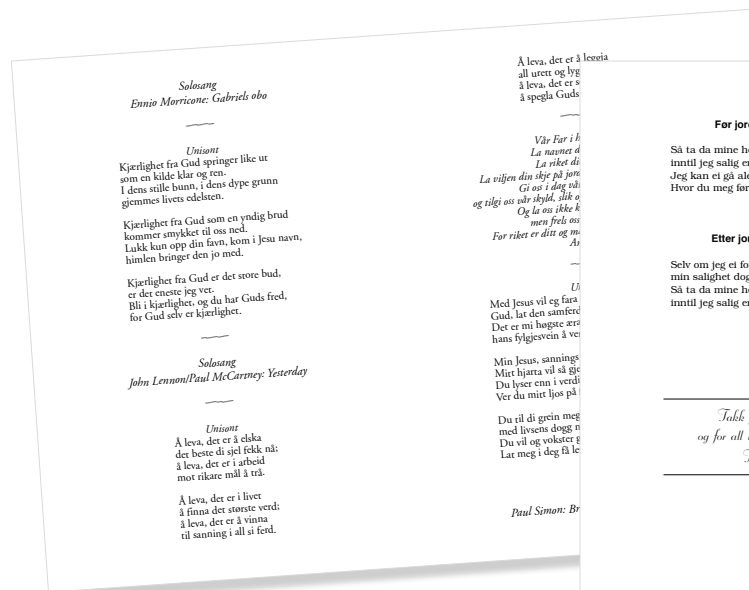 Solosang
Ennio Morricone: Gabriels obo
Unisont
Kjærlighet fra Gud springer like ut
som en kilde klar og ren.
I dens stille bunn, i dens dype grunn
gjemmes livets edelsten.
Kjærlighet fra Gud som en yndig brud
kommer smykket til oss ned.
Lukk kun opp din favn, kom i Jesu navn,
himlen bringer den jo med.
Kjærlighet fra Gud er det store bud,
er det eneste jeg vet.
Bli i kjærlighet, og du har Guds fred,
for Gud selv er kjærlighet.
Solosang
John Lennon/Paul McCartney: Yesterday
Unisont
Å leva, det er å elska
det beste di sjel fekk nå;
å leva, det er i arbeid
mot rikare mål å trå.
Å leva, det er i livet
å finna det største verd;
å leva, det er å vinna
til sanning i all si ferd.
Å leva, det er å leggja
all urett og lyg
å leva, det er s
å spegla Guds
Vår Far i h
La navnet d
La riket di
La viljen din skje på jord
Gi oss i dag vår
og tilgi oss vår skyld, slik o
Og la oss ikke k
men frels oss
For riket er ditt og m
Am
U
Med Jesus vil eg fara
Gud, lat den samferd
Det er mi høgste æra
hans fylgjesvein å ve
Min Jesus, sannings
Mitt hjarta vil så gje
Du lyser enn i verdi
Ver du mitt ljos på
Du til di grein meg
med livsens dogg m
Du vil og vokster g
Lat meg i deg få le
Paul Simon: Br
Før jor
Så ta da mine h
inntil jeg salig e
Jeg kan ei gå ale
Hvor du meg før
Etter jo
Selv om jeg ei fo
min salighet dog
Så ta da mine h
inntil jeg salig e
Takk
og for all